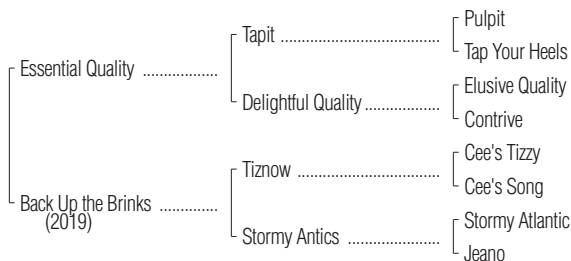 Pulpit
Tapit ........................................
Tap Your Heels
Essential Quality ...................
Elusive Quality
Delightful Quality ...................
Contrive
Cee's Tizzy
Tiznow ....................................
Cee's Song
Back Up the Brinks ...............
(2019)
Stormy Atlantic
Stormy Antics .......................
Jeano